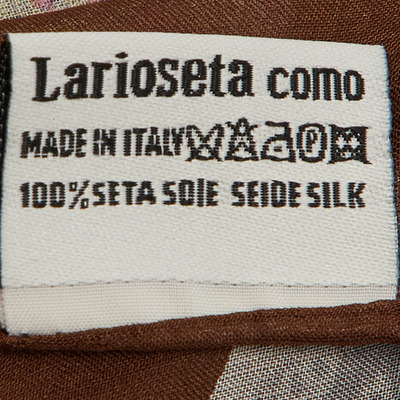 Larioseta como
MADE IN ITALY
100% SETA SOIE SEIDE SILK